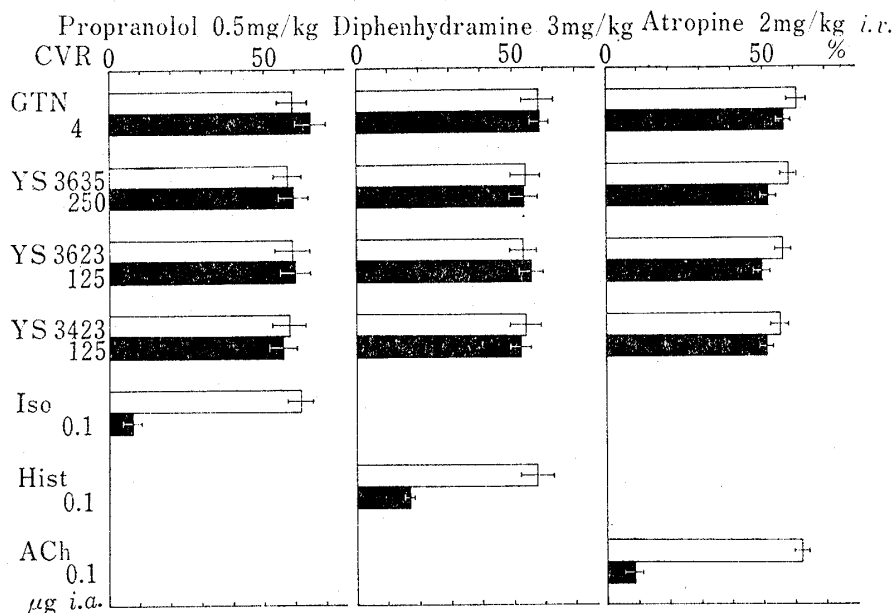 Propranolol 0.5mg/kg Diphenhydramine 3mg/kg Atropine 2mg/kg i.v.
CVR 0 50 0 50 0 50 %
GTN
4
YS 3635
250
YS 3623
125
YS 3423
125
Iso
0.1
Hist
0.1
ACh
0.1
μg i.a.